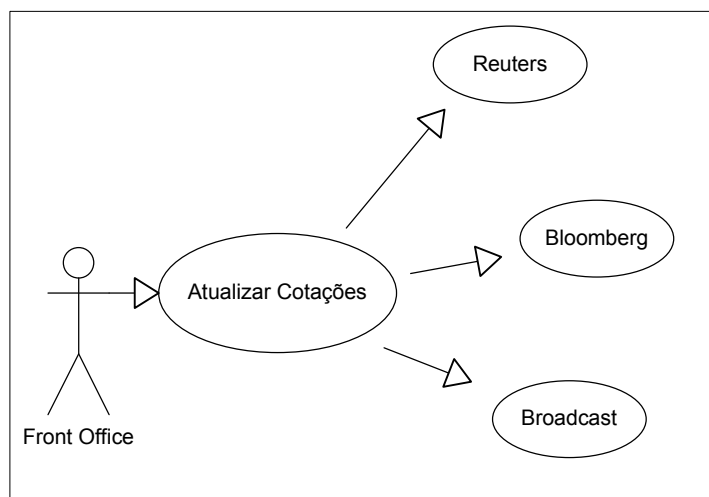 Reuters
Bloomberg
Atualizar Cotações
Broadcast
Front Office